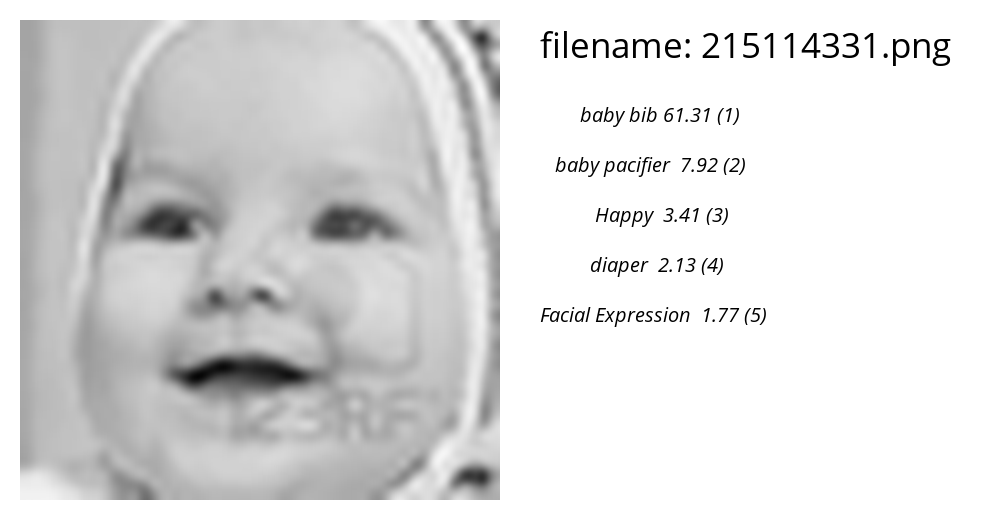 filename: 215114331.png
baby bib 61.31 (1)
baby pacifier 7.92 (2)
Happy 3.41 (3)
diaper 2.13 (4)
Facial Expression 1.77 (5)
123RF